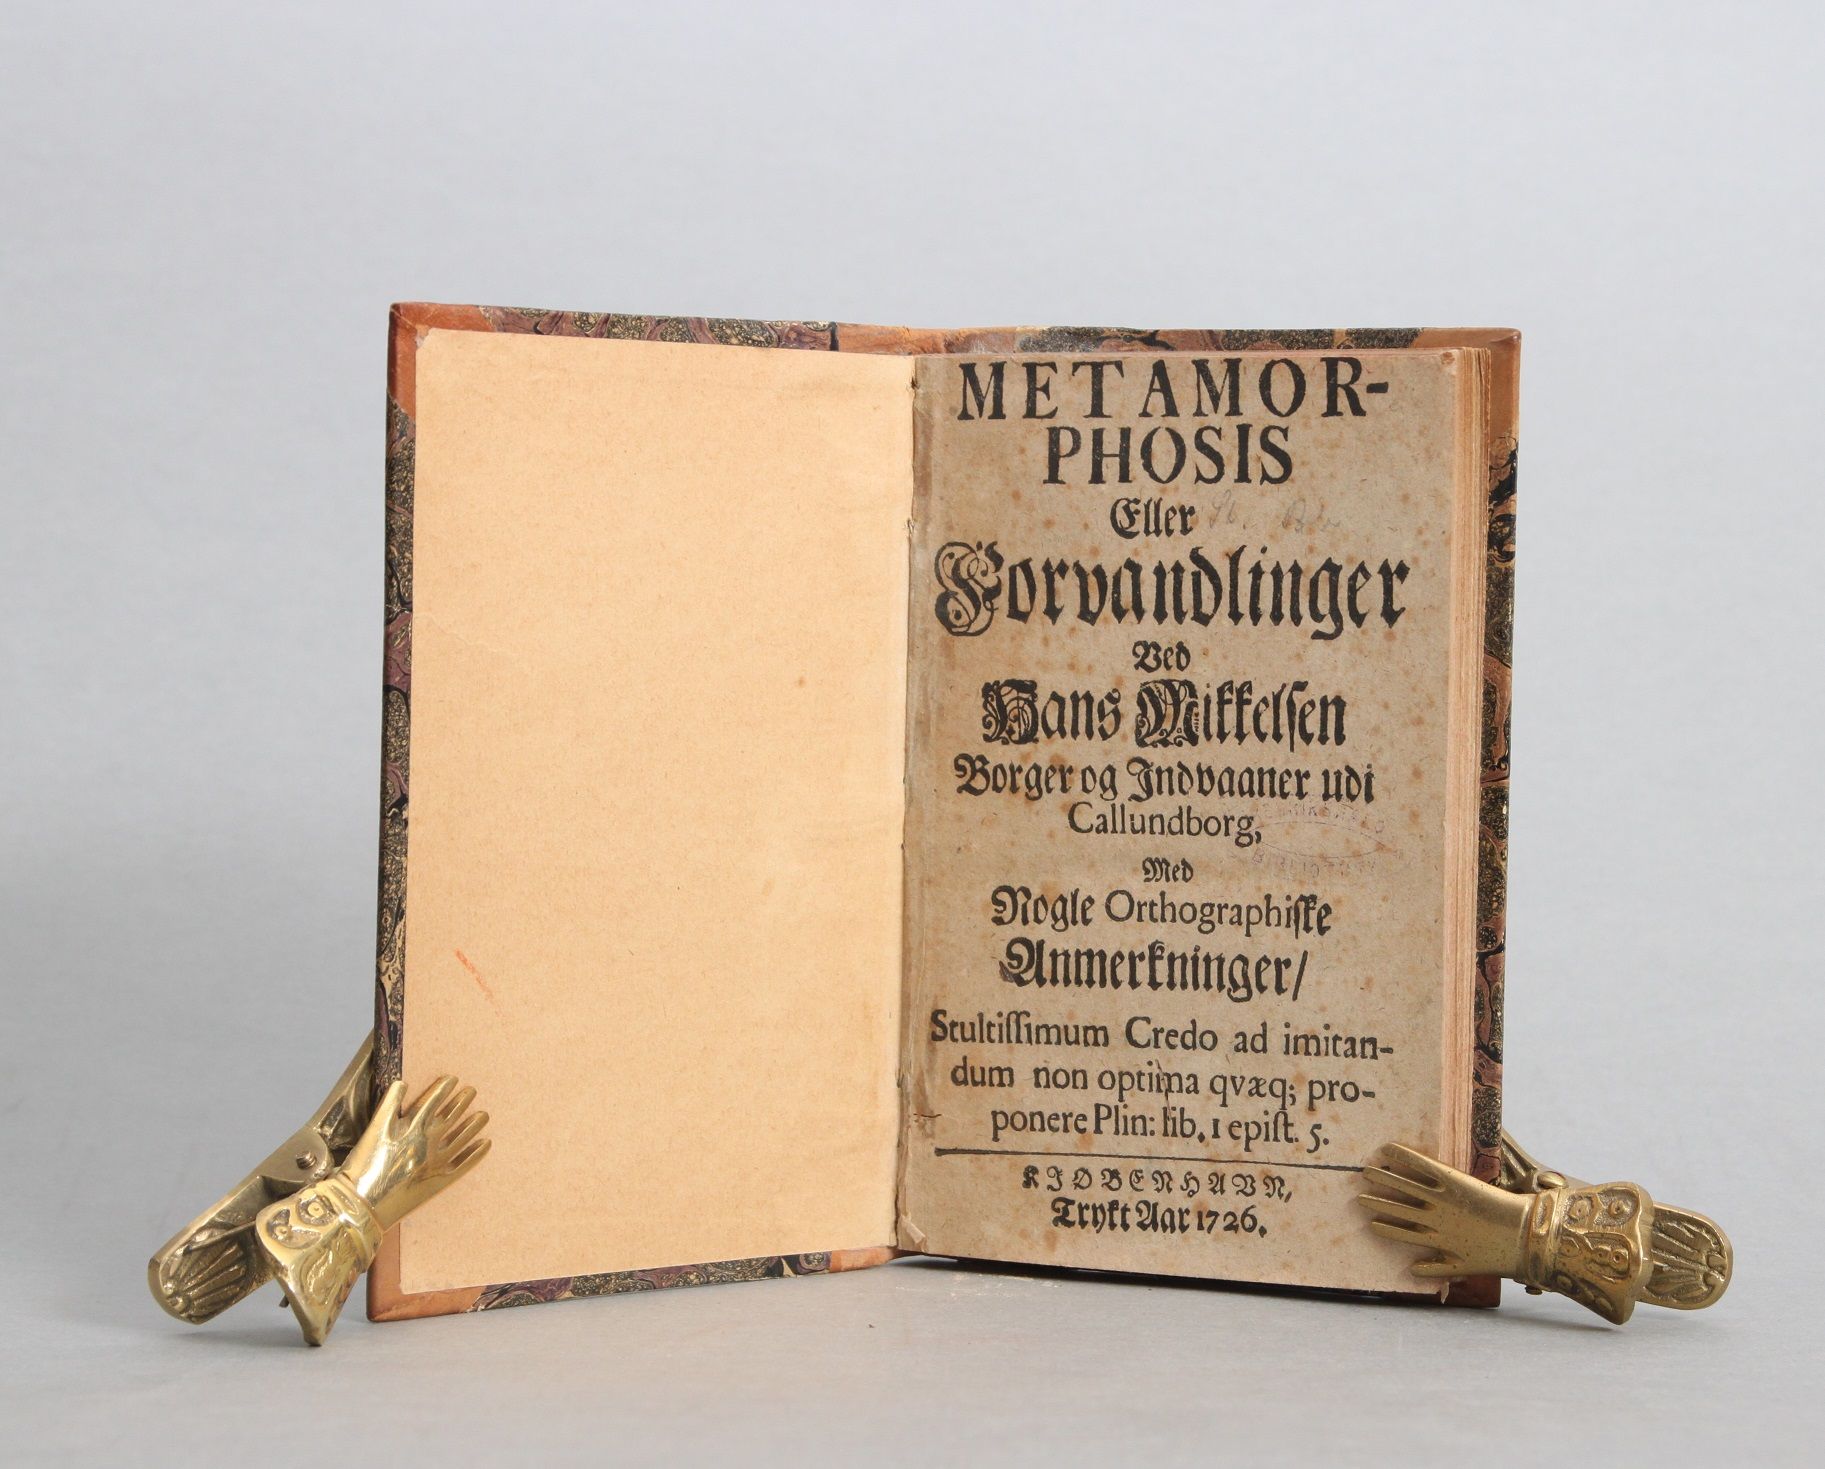 METAMOR-
PHOSIS
Eller
Forvandlinger
Ved
Hans Mikkelsen
Borger og Indvaaner udi
Callundborg,
Med
Nogle Orthographiſke
Anmerkninger/
Stultiſſimum Credo ad imitan-
dum non optima qvæq; pro-
ponere Plin: lib. 1 epiſt. 5.
KIØBENHAVN,
Trykt Aar 1726.